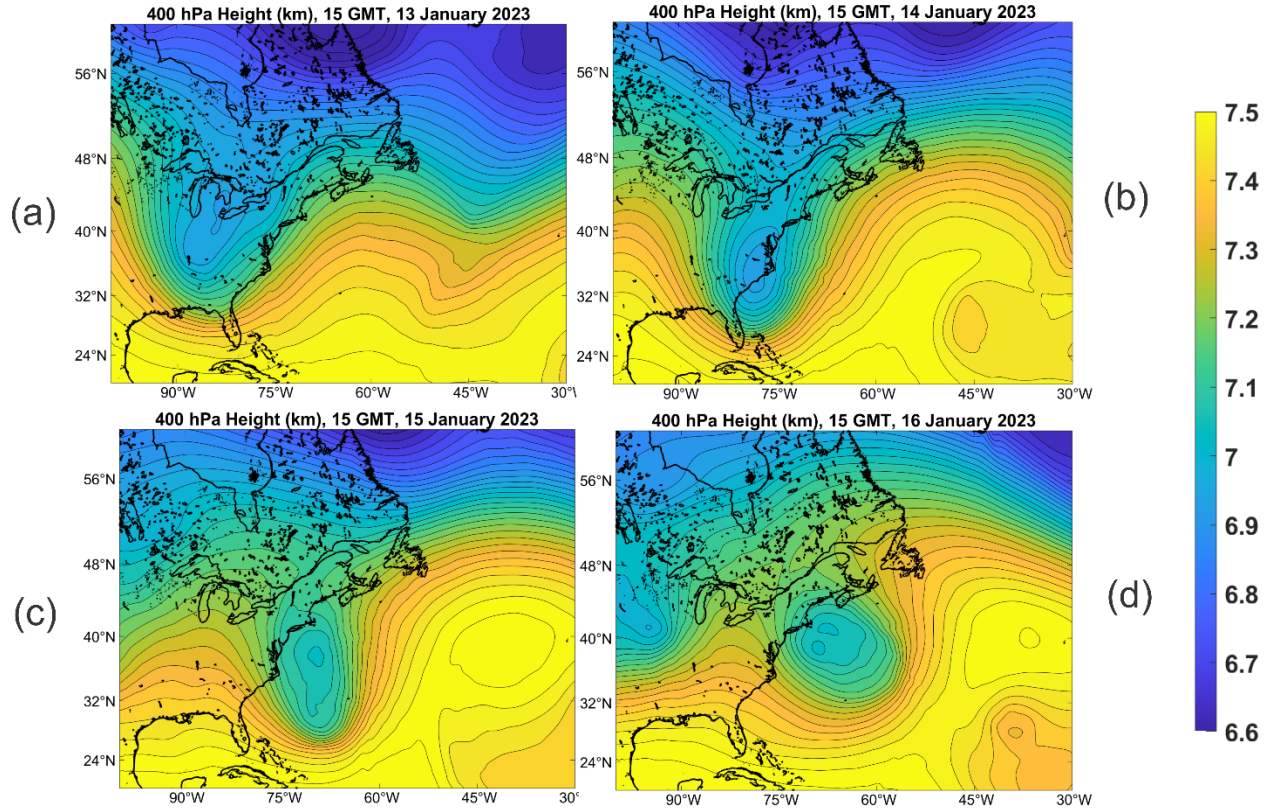 400 hPa Height (km), 15 GMT, 13 January 2023
400 hPa Height (km), 15 GMT, 14 January 2023
(a)
56°N
48°N
40°N
32°N
24°N
90°W 75°W 60°W 45°W 30°W
56°N
48°N
40°N
32°N
24°N
90°W 75°W 60°W 45°W 30°W
(b)
400 hPa Height (km), 15 GMT, 15 January 2023
400 hPa Height (km), 15 GMT, 16 January 2023
(c)
56°N
48°N
40°N
32°N
24°N
90°W 75°W 60°W 45°W 30°W
56°N
48°N
40°N
32°N
24°N
90°W 75°W 60°W 45°W 30°W
(d)
7.5
7.4
7.3
7.2
7.1
7
6.9
6.8
6.7
6.6